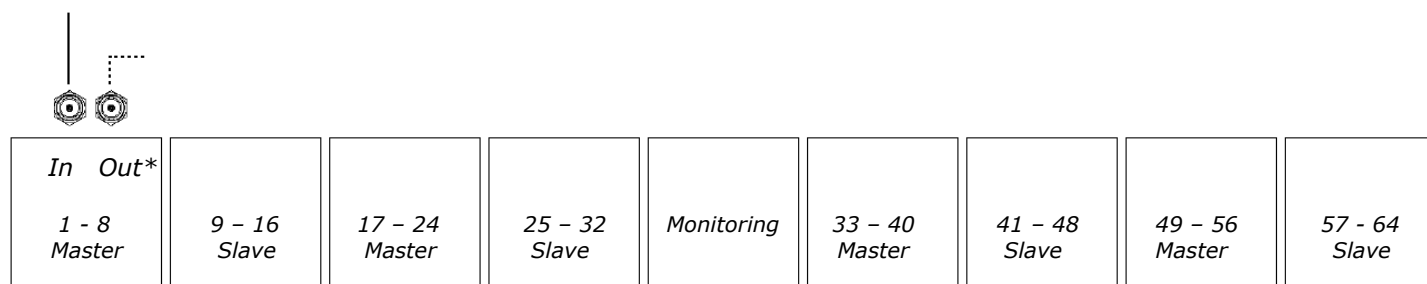 In Out*
1 - 8
Master
9 – 16
Slave
17 – 24
Master
25 – 32
Slave
Monitoring
33 – 40
Master
41 – 48
Slave
49 – 56
Master
57 - 64
Slave